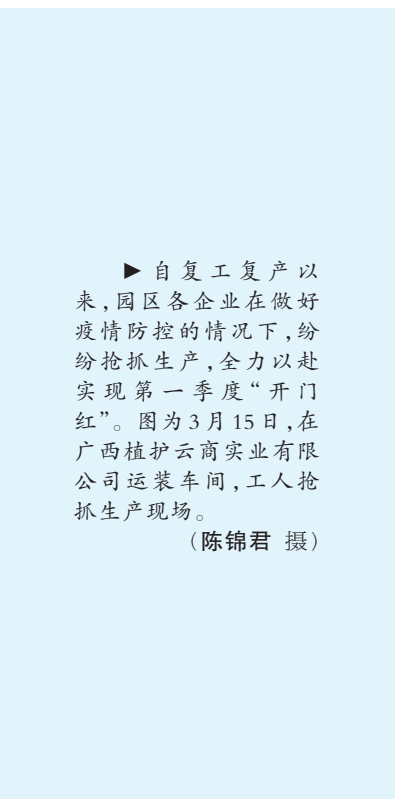 ▶自复工复产以
来,园区各企业在做好
疫情防控的情况下,纷
纷抢抓生产,全力以赴
实现第一季度“开门
红”。图为3月15日,在
广西植护云商实业有限
公司运装车间,工人抢
抓生产现场。
(陈锦君 摄)